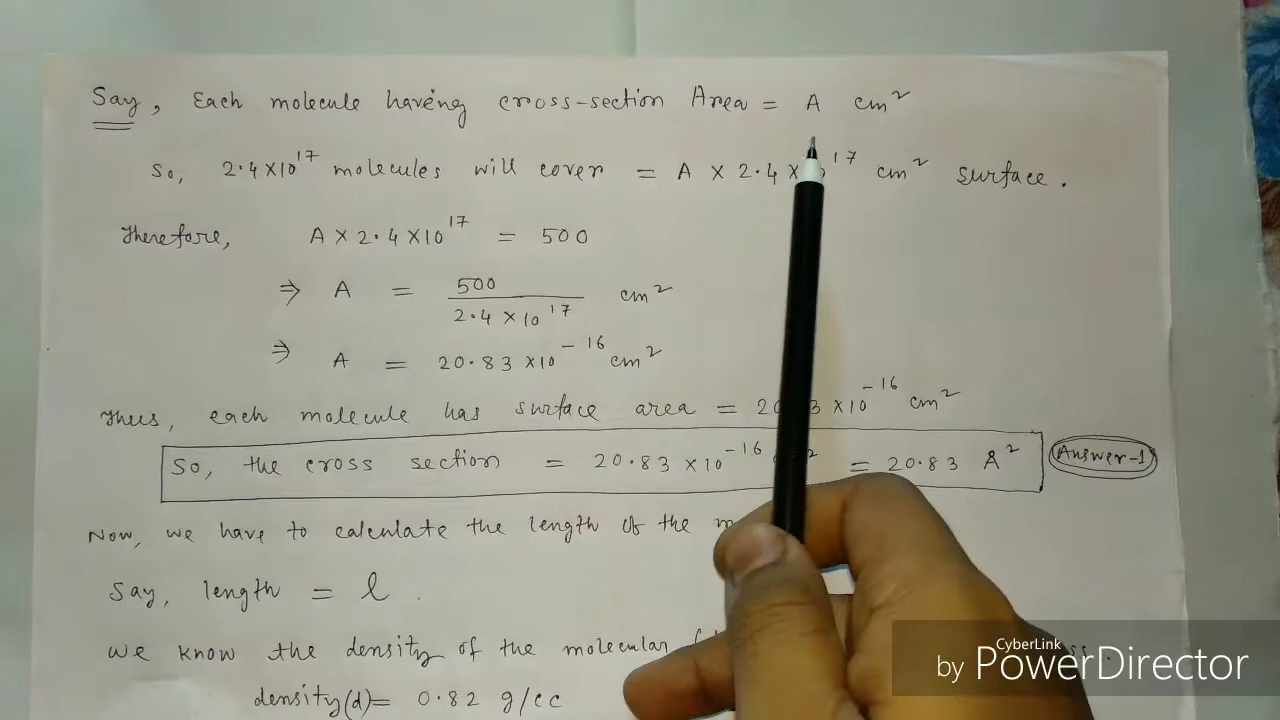 Say, Each molecule having cross-section Area = A cm²
So, 2.4×10¹⁷ molecules will cover = A × 2.4 × ¹⁷ cm² surface.
Therefore, A × 2.4 × 10¹⁷ = 500
⇒ A = 500 / 2.4 × 10¹⁷ cm²
⇒ A = 20.83 × 10⁻¹⁶ cm²
Thus, each molecule has surface area = × 10⁻¹⁶ cm²
So, the cross section = 20.83 × 10⁻¹⁶ = 20.83 Å² Answer-1
Now, we have to calculate the length of the
Say, length = l .
We know the density of the molecular
density(d)= 0.82 g/cc
CyberLink
by PowerDirector